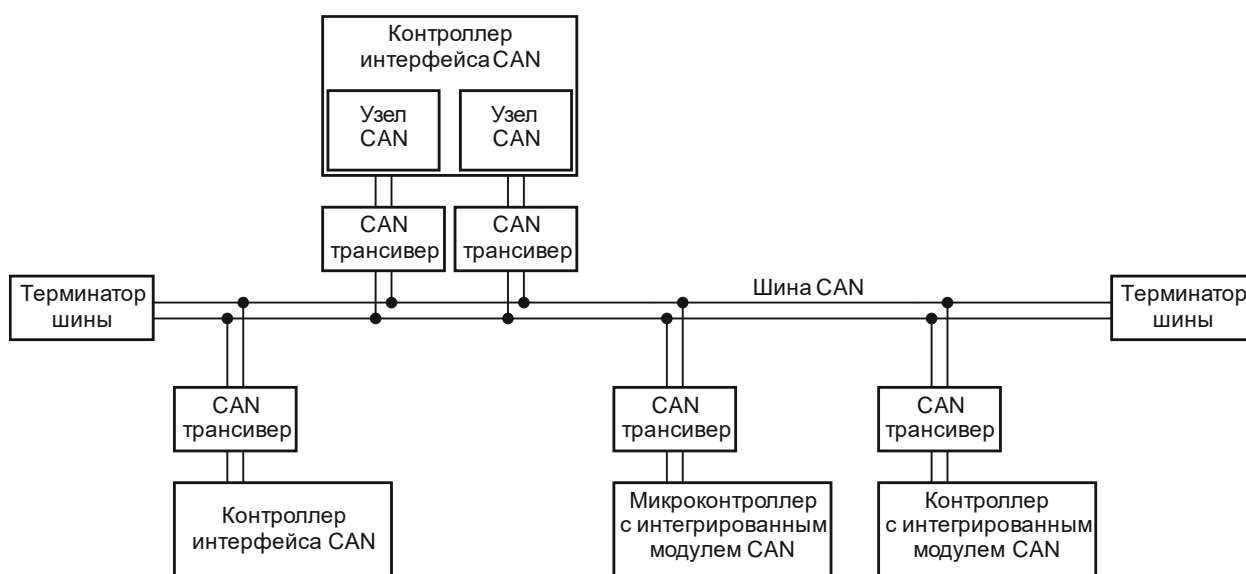 Контроллер
интерфейса CAN
Узел
CAN
Узел
CAN
CAN
трансивер
CAN
трансивер
Терминатор
шины
Шина CAN
Терминатор
шины
CAN
трансивер
CAN
трансивер
CAN
трансивер
Контроллер
интерфейса CAN
Микроконтроллер
с интегрированным
модулем CAN
Контроллер
с интегрированным
модулем CAN